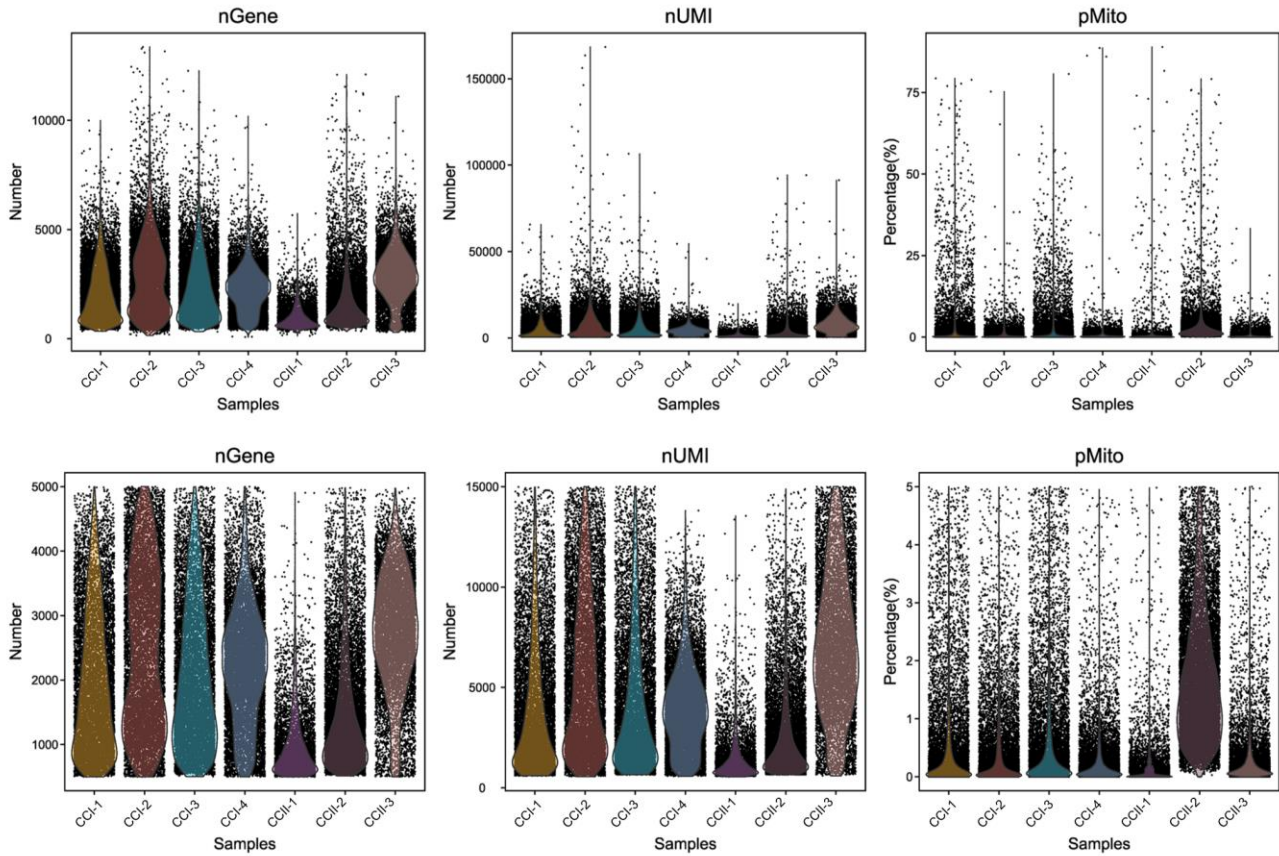 nGene
Number
10000
5000
0
CCI-1
CCI-2
CCI-3
CCI-4
CCII-1
CCII-2
CCII-3
Samples
nUMI
Number
150000
100000
50000
0
CCI-1
CCI-2
CCI-3
CCI-4
CCII-1
CCII-2
CCII-3
Samples
pMito
Percentage(%)
75
50
25
0
CCI-1
CCI-2
CCI-3
CCI-4
CCII-1
CCII-2
CCII-3
Samples
nGene
Number
5000
4000
3000
2000
1000
CCI-1
CCI-2
CCI-3
CCI-4
CCII-1
CCII-2
CCII-3
Samples
nUMI
Number
15000
10000
5000
0
CCI-1
CCI-2
CCI-3
CCI-4
CCII-1
CCII-2
CCII-3
Samples
pMito
Percentage(%)
5
4
3
2
1
0
CCI-1
CCI-2
CCI-3
CCI-4
CCII-1
CCII-2
CCII-3
Samples